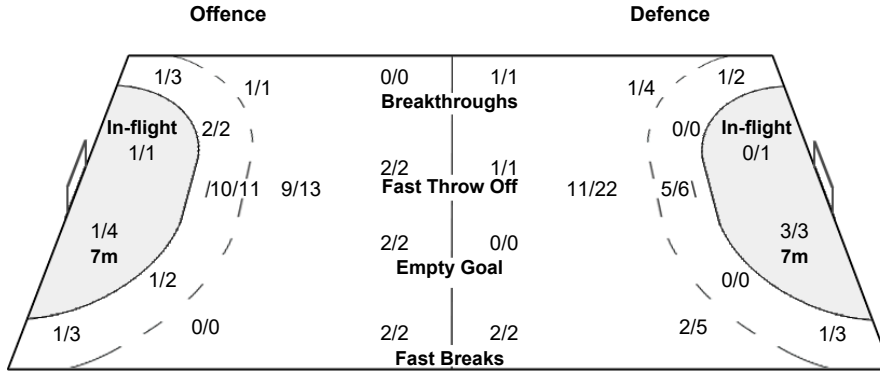 Offence Defence
1/3 1/1 0/0 1/1 1/4 1/2
Breakthroughs
In-flight 2/2 0/0 In-flight
1/1 0/1
2/2 1/1
/10/11 9/13 Fast Throw Off 11/22 5/6\
1/4 3/3
7m 2/2 0/0 7m
Empty Goal
1/2 0/0
1/3 0/0 2/2 2/2 2/5 1/3
Fast Breaks